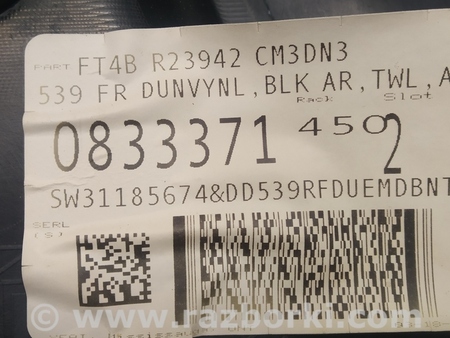 PART FT4B R23942 CM3DN3
539 FR DUNVYNL,BLK AR,TWL,A
Rack Slot
0833371 450 2
SW31185674&DD539RFDUEMDBNT
SERL
(S)
© www.razborki.com